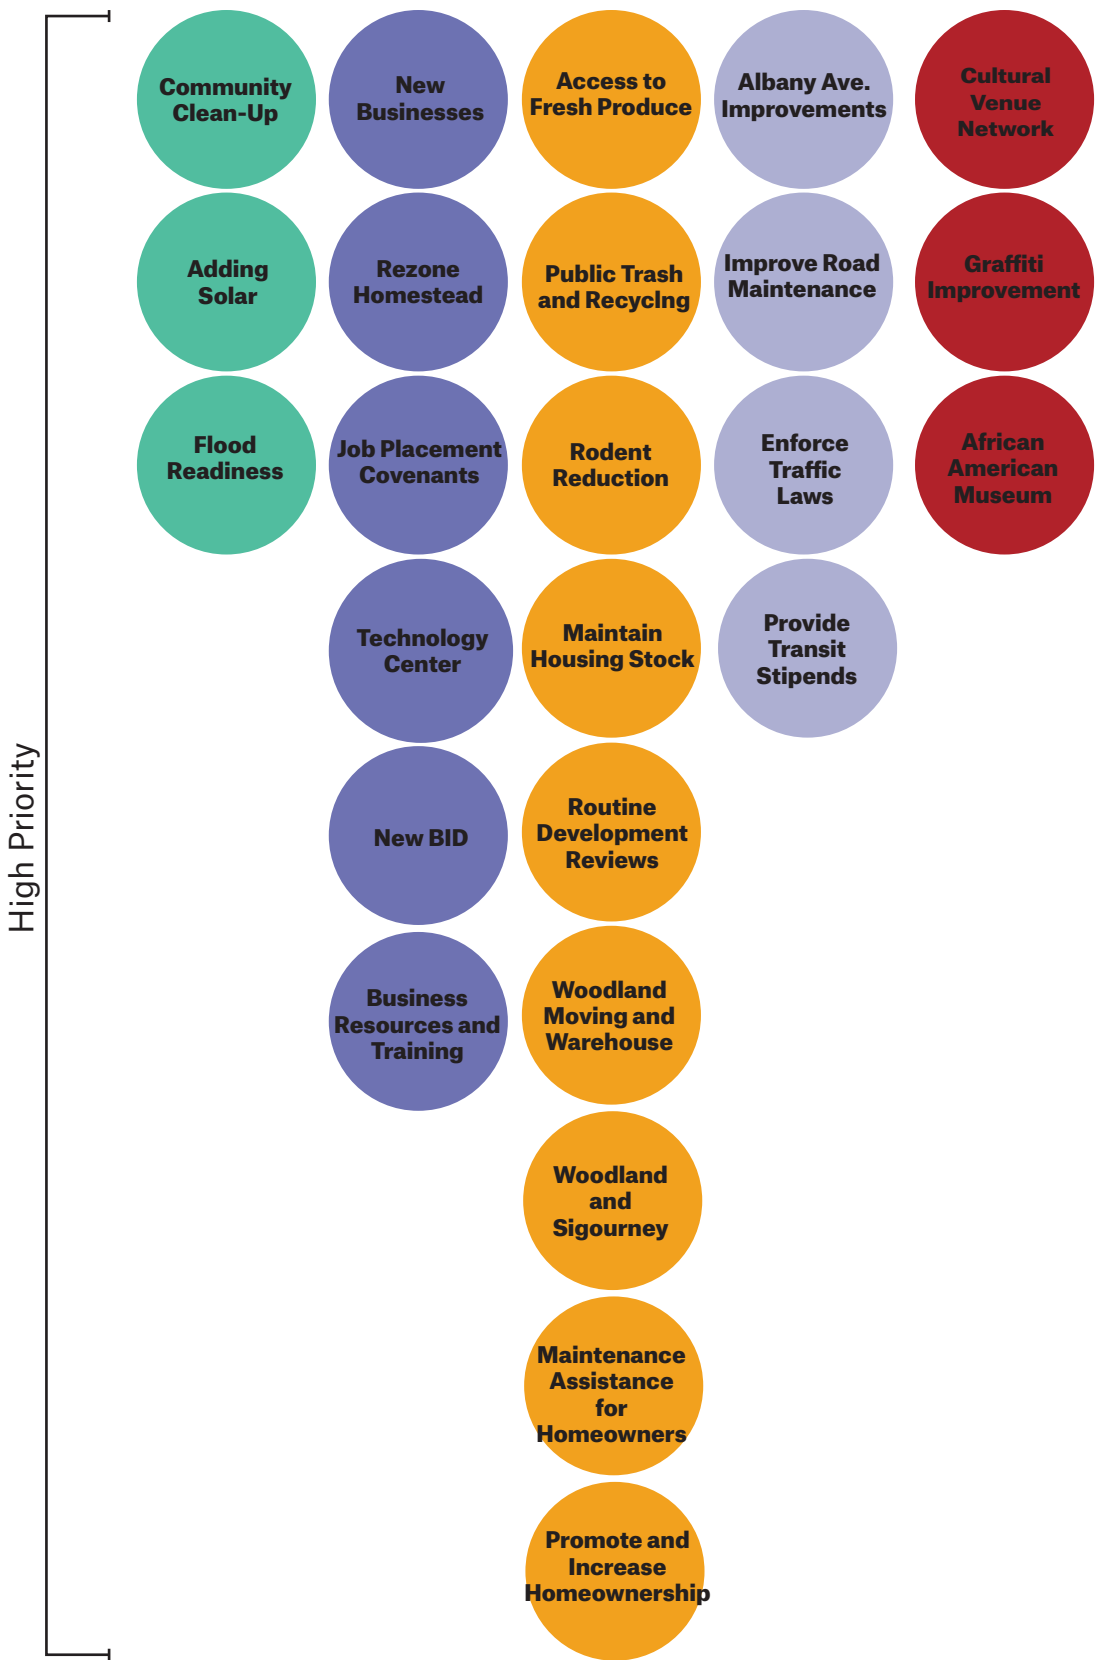 High Priority
Community
Clean-Up
Adding
Solar
Flood
Readiness
New
Businesses
Rezone
Homestead
Job Placement
Covenants
Technology
Center
New BID
Business
Resources and
Training
Access to
Fresh Produce
Public Trash
and Recyclng
Rodent
Reduction
Maintain
Housing Stock
Routine
Development
Reviews
Woodland
Moving and
Warehouse
Woodland
and
Sigourney
Maintenance
Assistance
for
Homeowners
Promote and
Increase
Homeownership
Albany Ave.
Improvements
Improve Road
Maintenance
Enforce
Traffic
Laws
Provide
Transit
Stipends
Cultural
Venue
Network
Graffiti
Improvement
African
American
Museum